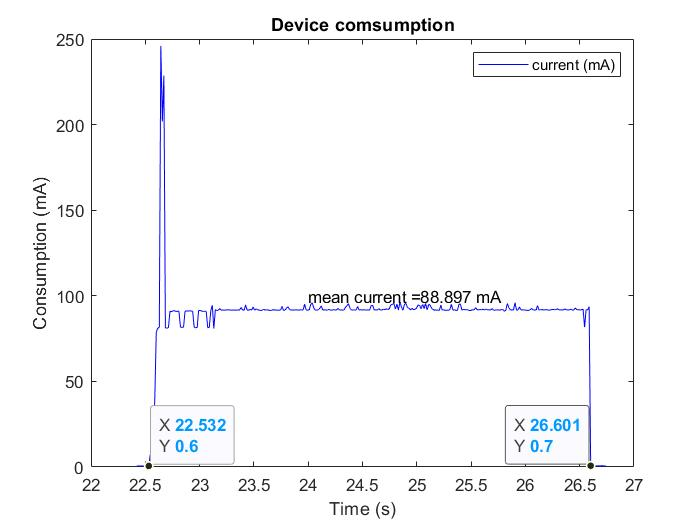 Device comsumption
250
200
150
100
50
0
Consumption (mA)
current (mA)
mean current =88.897 mA
X 22.532
Y 0.6
X 26.601
Y 0.7
22 22.5 23 23.5 24 24.5 25 25.5 26 26.5 27
Time (s)